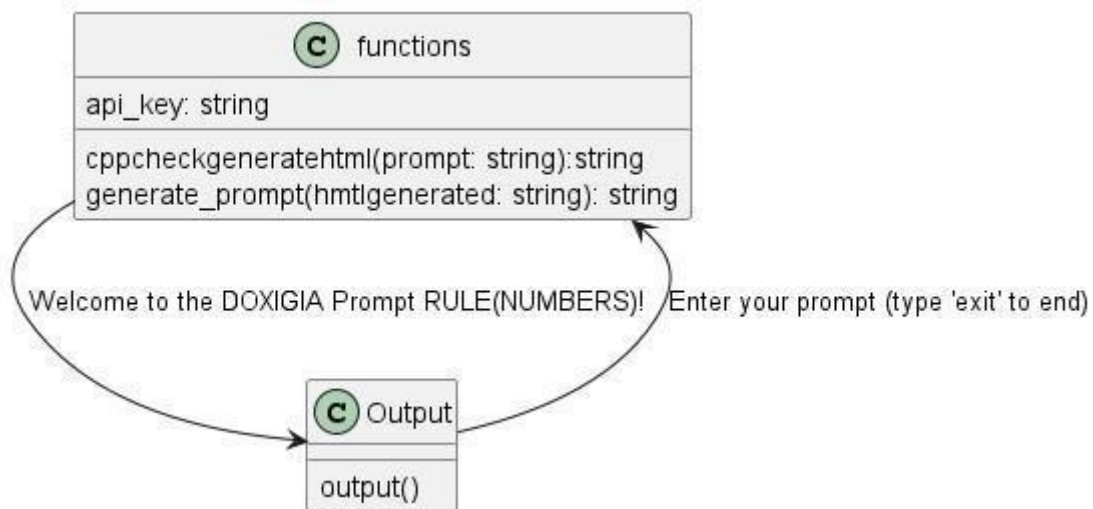 C functions
api_key: string
cppcheckgeneratehtml(prompt: string):string
generate_prompt(hmtlgenerated: string): string
Welcome to the DOXIGIA Prompt RULE(NUMBERS)!
Enter your prompt (type 'exit' to end)
C Output
output()